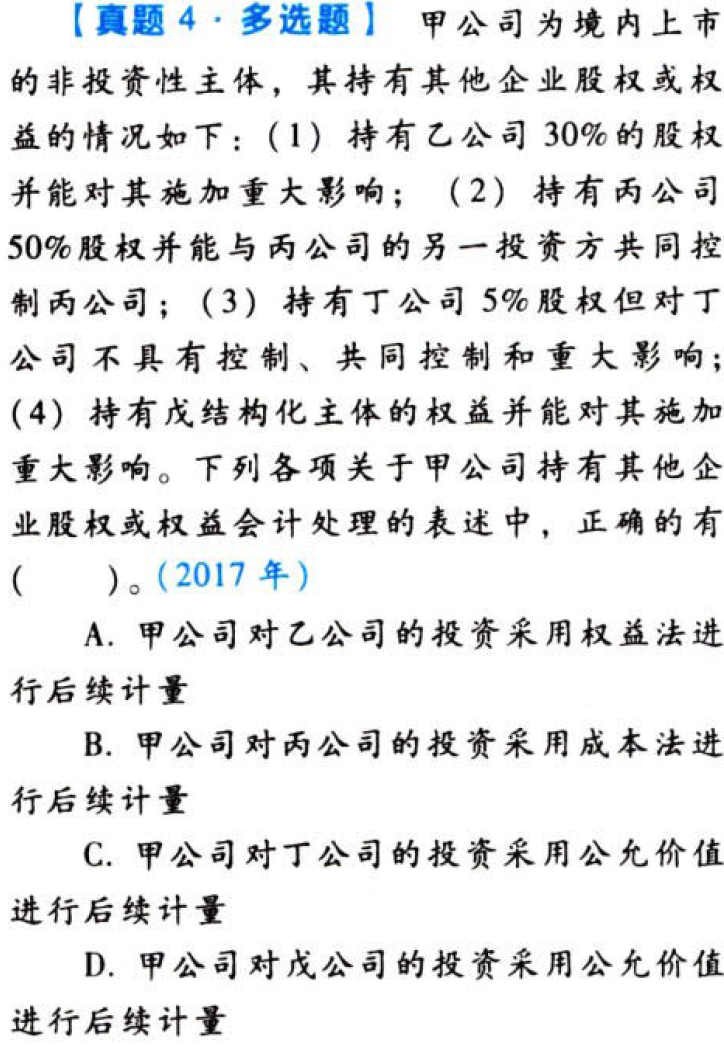 【真题 4·多选题】 甲公司为境内上市
的非投资性主体，其持有其他企业股权或权
益的情况如下：（1） 持有乙公司 30%的股权
并能对其施加重大影响； （2） 持有丙公司
50%股权并能与丙公司的另一投资方共同控
制丙公司；（3） 持有丁公司 5%股权但对丁
公司不具有控制、共同控制和重大影响；
（4） 持有戊结构化主体的权益并能对其施加
重大影响。下列各项关于甲公司持有其他企
业股权或权益会计处理的表述中，正确的有
（ ）。（2017 年）
A. 甲公司对乙公司的投资采用权益法进
行后续计量
B. 甲公司对丙公司的投资采用成本法进
行后续计量
C. 甲公司对丁公司的投资采用公允价值
进行后续计量
D. 甲公司对戊公司的投资采用公允价值
进行后续计量